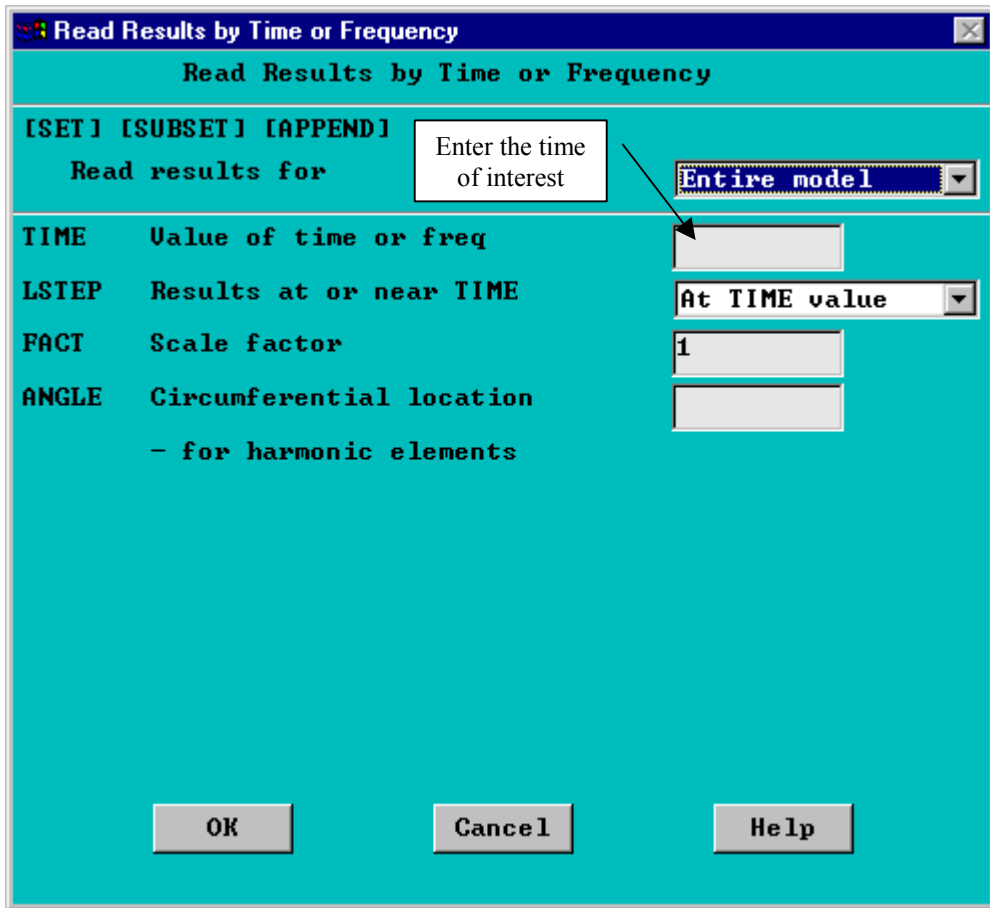 Read Results by Time or Frequency
Read Results by Time or Frequency
[SET] [SUBSET] [APPEND]
Enter the time
of interest
Read results for
Entire model
TIME Value of time or freq
LSTEP Results at or near TIME
At TIME value
FACT Scale factor
1
ANGLE Circumferential location
- for harmonic elements
OK Cancel Help